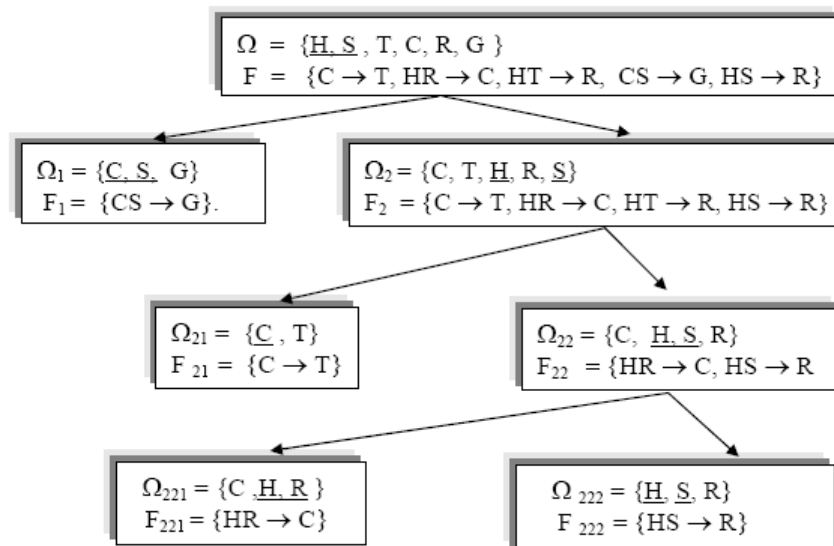 Ω = {H, S , T, C, R, G }
F = {C → T, HR → C, HT → R, CS → G, HS → R}
Ω1 = {C, S, G}
F1 = {CS → G}.
Ω2 = {C, T, H, R, S}
F2 = {C → T, HR → C, HT → R, HS → R}
Ω21 = {C , T}
F 21 = {C → T}
Ω22 = {C, H, S, R}
F22 = {HR → C, HS → R
Ω221 = {C ,H, R }
F221 = {HR → C}
Ω 222 = {H, S, R}
F 222 = {HS → R}